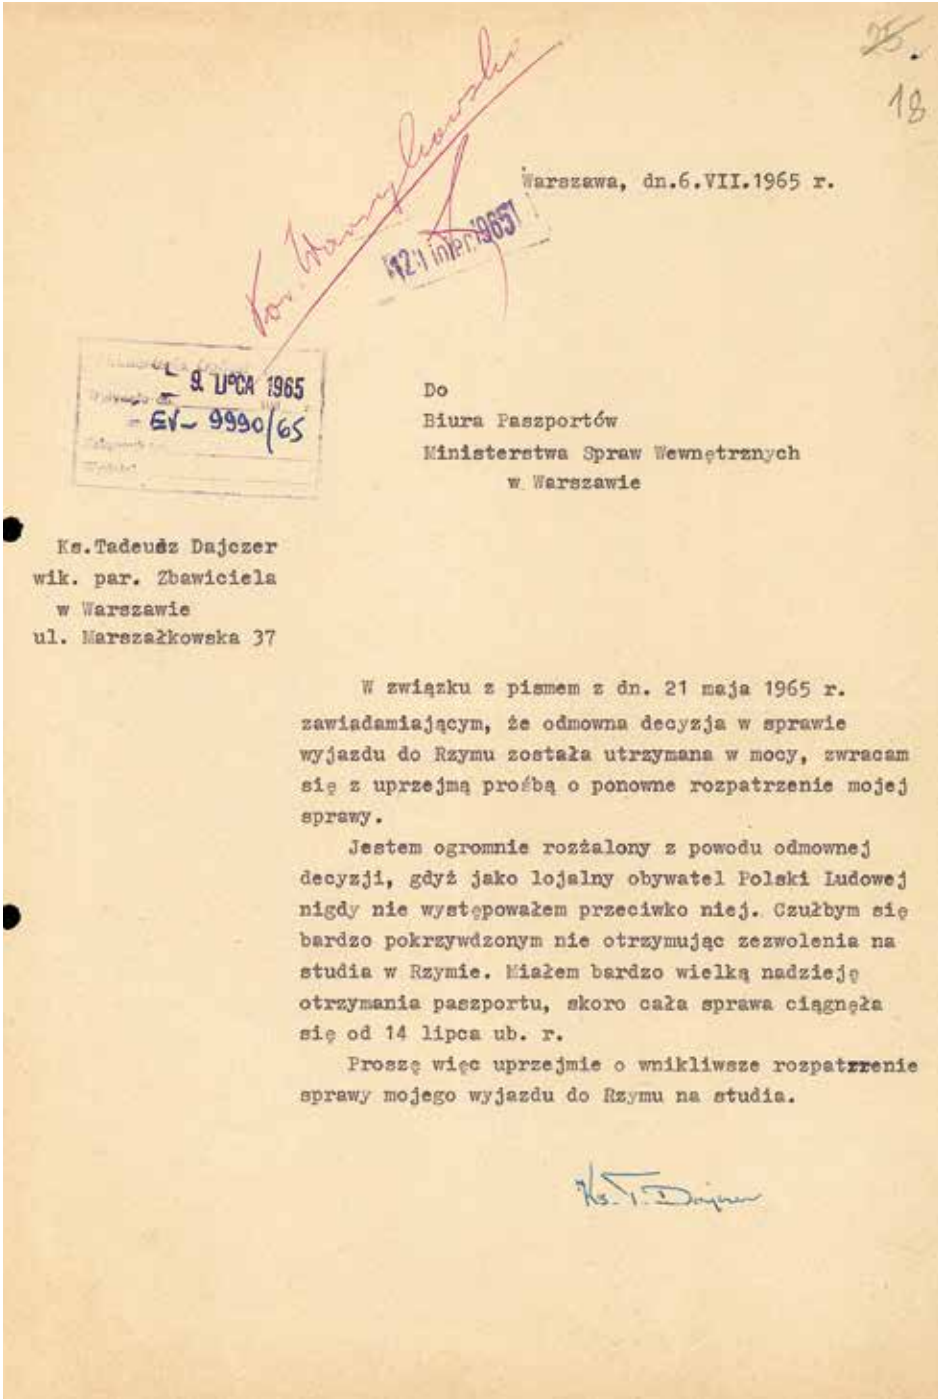 25.
18
Warszawa, dn.6.VII.1965 r.
1965
9. LIPCA 1965
EV- 9990/65
Do
Biura Paszportów
Ministerstwa Spraw Wewnętrznych
w Warszawie
Ks.Tadeusz Dajczer
wik. par. Zbawiciela
w Warszawie
ul. Marszałkowska 37
W związku z pismem z dn. 21 maja 1965 r.
zawiadamiającym, że odmowna decyzja w sprawie
wyjazdu do Rzymu została utrzymana w mocy, zwracam
się z uprzejmą prośbą o ponowne rozpatrzenie mojej
sprawy.
Jestem ogromnie rozżalony z powodu odmownej
decyzji, gdyż jako lojalny obywatel Polski Ludowej
nigdy nie występowałem przeciwko niej. Czułbym się
bardzo pokrzywdzonym nie otrzymując zezwolenia na
studia w Rzymie. Miałem bardzo wielką nadzieję
otrzymania paszportu, skoro cała sprawa ciągnęła
się od 14 lipca ub. r.
Proszę więc uprzejmie o wnikliwsze rozpatrrenie
sprawy mojego wyjazdu do Rzymu na studia.
Ks. T. Dajczer